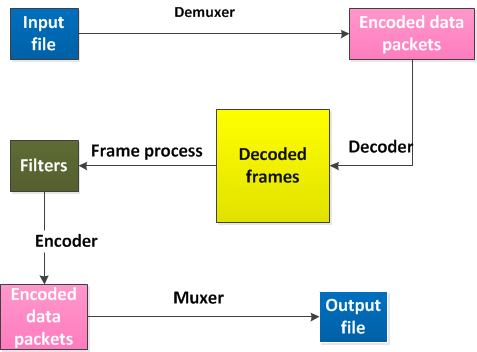 Demuxer
Input
file
Encoded data
packets
Decoder
Decoded
frames
Frame process
Filters
Encoder
Encoded
data
packets
Muxer
Output
file